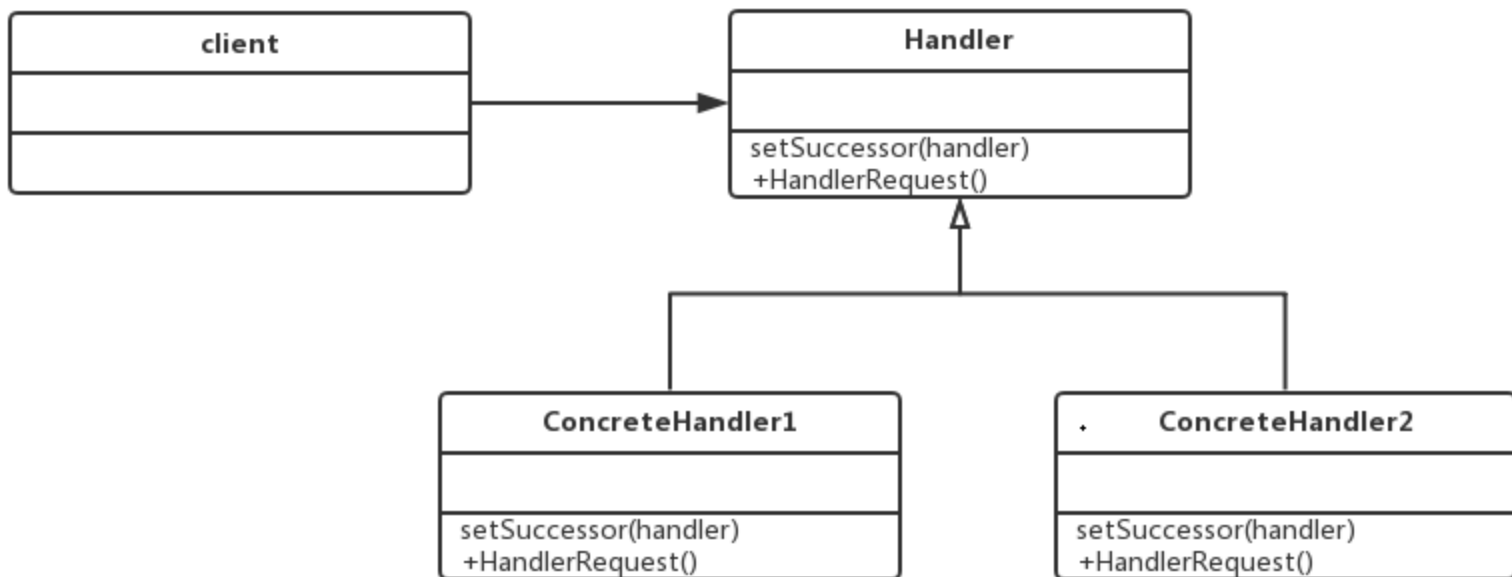 client
Handler
setSuccessor(handler)
+HandlerRequest()
ConcreteHandler1
setSuccessor(handler)
+HandlerRequest()
ConcreteHandler2
setSuccessor(handler)
+HandlerRequest()